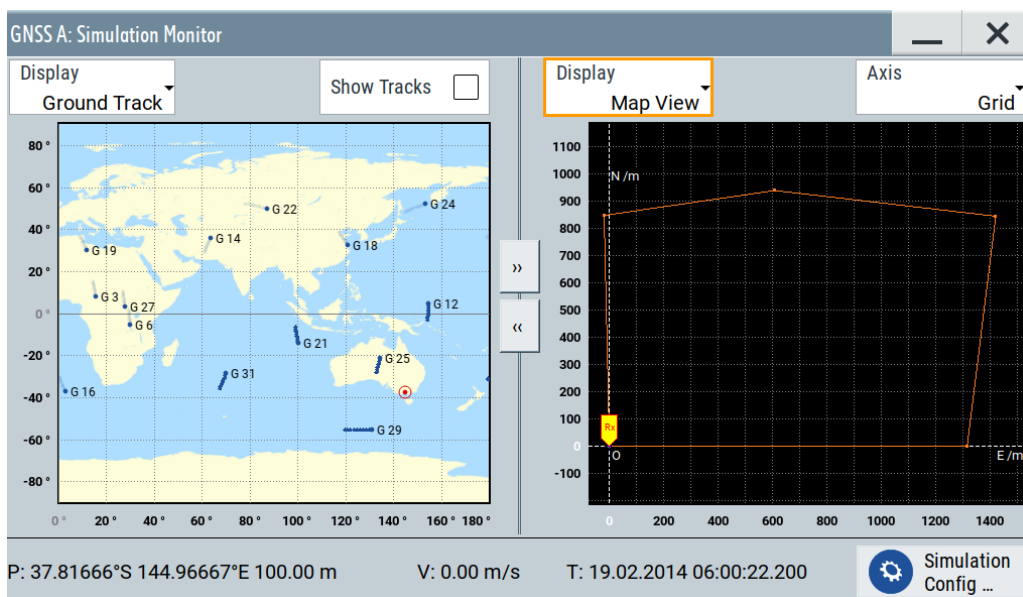 GNSS A: Simulation Monitor
Display
Ground Track
Show Tracks
Display
Map View
Axis
Grid
80 °
60 °
40 °
20 °
0 °
-20 °
-40 °
-60 °
-80 °
G 22
G 24
G 14
G 18
G 19
G 3
G 27
G 12
G 6
G 21
G 25
G 31
G 16
G 29
0 °
20 °
40 °
60 °
80 °
100 °
120 °
140 °
160 °
180 °
››
‹‹
1100
1000
900
800
700
600
500
400
300
200
100
0
-100
N /m
Rx
O
E /m
0
200
400
600
800
1000
1200
1400
P: 37.81666°S 144.96667°E 100.00 m
V: 0.00 m/s
T: 19.02.2014 06:00:22.200
Simulation
Config ...